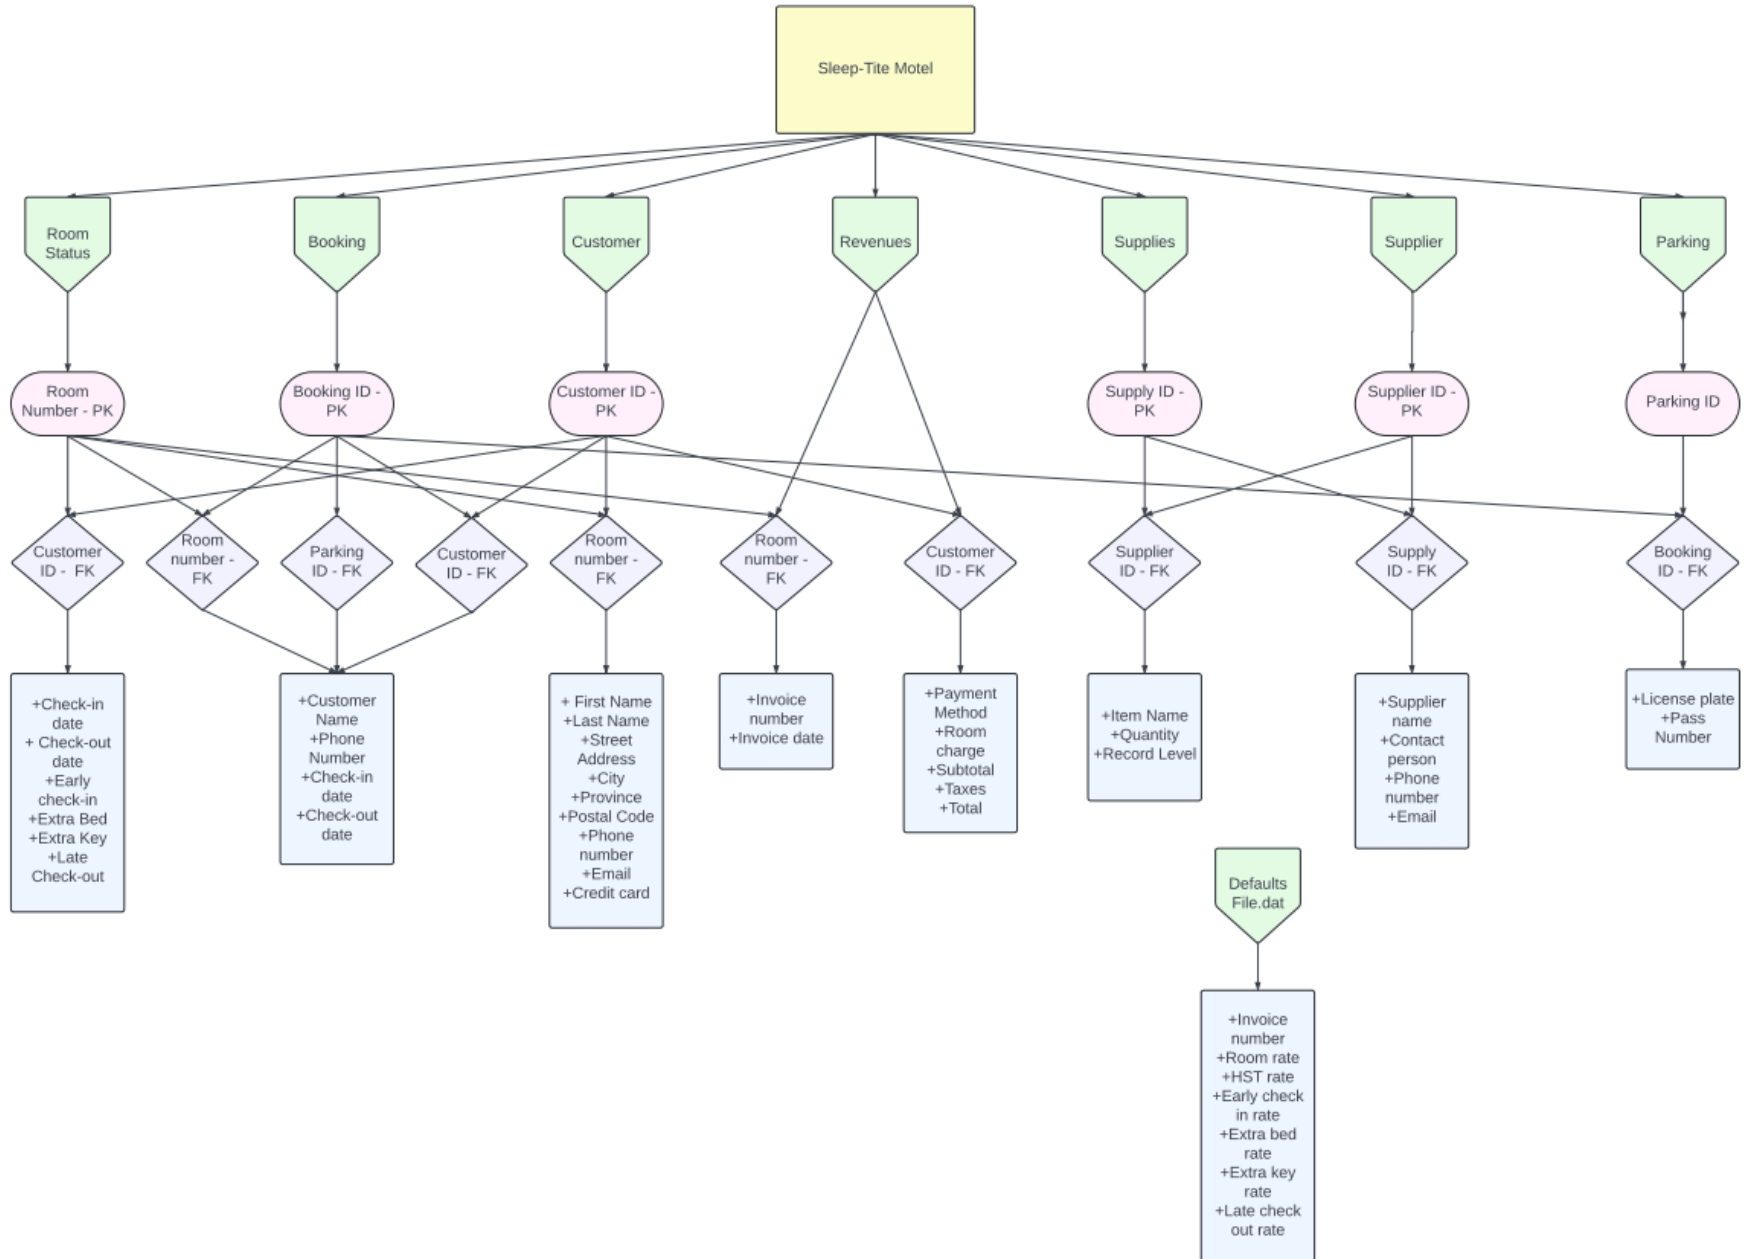 Sleep-Tite Motel
Room
Status
Booking
Customer
Revenues
Supplies
Supplier
Parking
Room
Number - PK
Booking ID -
PK
Customer ID -
PK
Supply ID -
PK
Supplier ID -
PK
Parking ID
Customer
ID -  FK
Room
number -
FK
Parking
ID - FK
Customer
ID - FK
Room
number -
FK
Room
number -
FK
Customer
ID - FK
Supplier
ID - FK
Supply
ID - FK
Booking
ID - FK
+Check-in
date
+ Check-out
date
+Early
check-in
+Extra Bed
+Extra Key
+Late
Check-out
+Customer
Name
+Phone
Number
+Check-in
date
+Check-out
date
+ First Name
+Last Name
+Street
Address
+City
+Province
+Postal Code
+Phone
number
+Email
+Credit card
+Invoice
number
+Invoice date
+Payment
Method
+Room
charge
+Subtotal
+Taxes
+Total
+Item Name
+Quantity
+Record Level
+Supplier
name
+Contact
person
+Phone
number
+Email
+License plate
+Pass
Number
Defaults
File.dat
+Invoice
number
+Room rate
+HST rate
+Early check
in rate
+Extra bed
rate
+Extra key
rate
+Late check
out rate